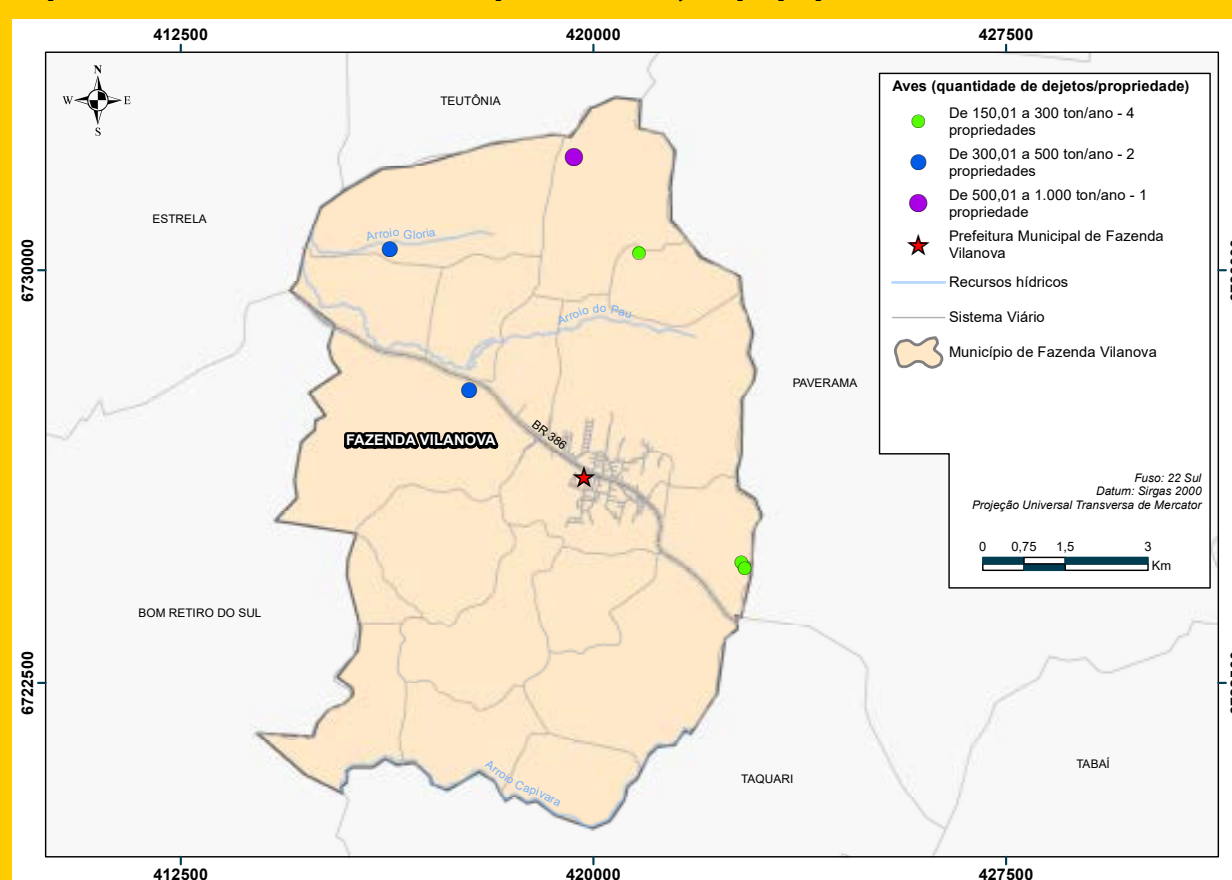 412500
420000
427500
N
W
E
S
TEUTÔNIA
ESTRELA
Arroio Gloria
6730000
Arroio do Pau
PAVERAMA
BR 386
FAZENDA VILANOVA
BOM RETIRO DO SUL
6722500
Arroio Capivara
TAQUARI
TABAÍ
Aves (quantidade de dejetos/propriedade)
De 150,01 a 300 ton/ano - 4
propriedades
De 300,01 a 500 ton/ano - 2
propriedades
De 500,01 a 1.000 ton/ano - 1
propriedade
Prefeitura Municipal de Fazenda
Vilanova
Recursos hídricos
Sistema Viário
Município de Fazenda Vilanova
Fuso: 22 Sul
Datum: Sirgas 2000
Projeção Universal Transversa de Mercator
0 0,75 1,5 3
Km
412500
420000
427500